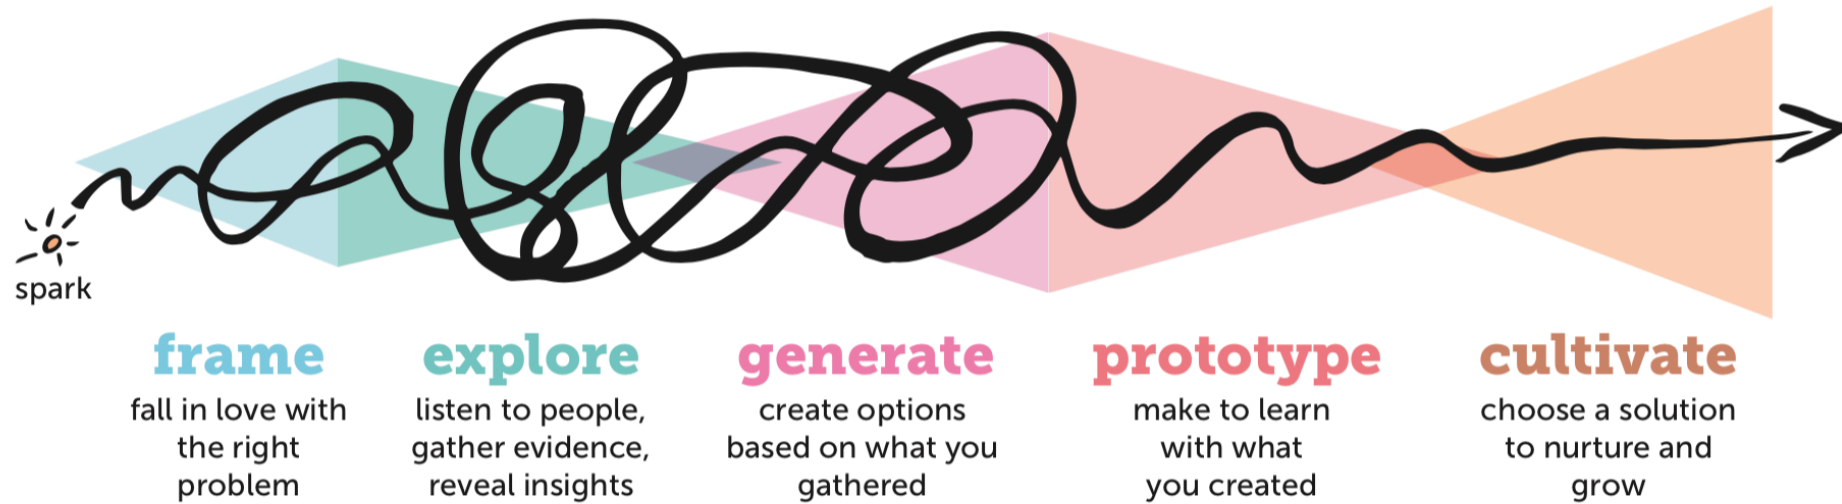 spark
frame
fall in love with
the right
problem
explore
listen to people,
gather evidence,
reveal insights
generate
create options
based on what you
gathered
prototype
make to learn
with what
you created
cultivate
choose a solution
to nurture and
grow